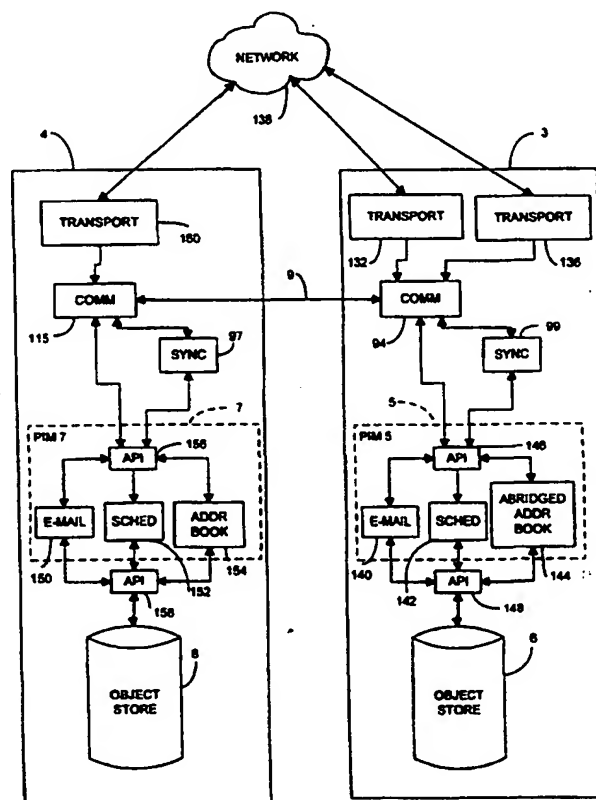 NETWORK
138
4
TRANSPORT
160
9
COMM
115
97
SYNC
7
PIM 7
156
API
E-MAIL
SCHED
ADDR
BOOK
150
152
154
API
158
8
OBJECT
STORE
3
TRANSPORT
TRANSPORT
132
136
COMM
94
99
SYNC
5
PIM 5
146
API
E-MAIL
SCHED
ABRIDGED
ADDR
BOOK
140
142
144
API
148
6
OBJECT
STORE